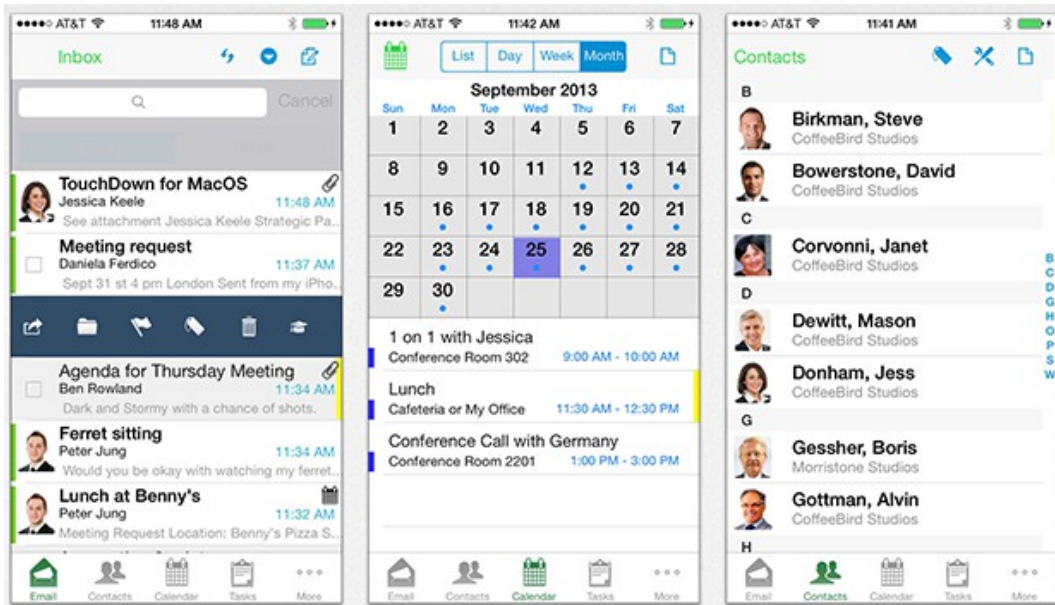 AT&T 11:48 AM
Inbox
Cancel
TouchDown for MacOS
Jessica Keele 11:48 AM
See attachment Jessica Keele Strategic Pa..
Meeting request
Daniela Ferdico 11:37 AM
Sept 31 st 4 pm London Sent from my iPho..
Agenda for Thursday Meeting
Ben Rowland 11:34 AM
Dark and Stormy with a chance of shots.
Ferret sitting
Peter Jung 11:34 AM
Would you be okay with watching my ferret..
Lunch at Benny's
Peter Jung 11:32 AM
Meeting Request Location: Benny's Pizza S..
Email Contacts Calendar Tasks More
AT&T 11:42 AM
List Day Week Month
September 2013
Sun Mon Tue Wed Thu Fri Sat
1 2 3 4 5 6 7
8 9 10 11 12 13 14
15 16 17 18 19 20 21
22 23 24 25 26 27 28
29 30
1 on 1 with Jessica
Conference Room 302 9:00 AM - 10:00 AM
Lunch
Cafeteria or My Office 11:30 AM - 12:30 PM
Conference Call with Germany
Conference Room 2201 1:00 PM - 3:00 PM
Email Contacts Calendar Tasks More
AT&T 11:41 AM
Contacts
B
Birkman, Steve
CoffeeBird Studios
Bowerstone, David
CoffeeBird Studios
C
Corvonni, Janet
CoffeeBird Studios
D
Dewitt, Mason
CoffeeBird Studios
Donham, Jess
CoffeeBird Studios
G
Gessher, Boris
Morristone Studios
Gottman, Alvin
CoffeeBird Studios
H
B
C
D
G
H
O
P
S
W
Email Contacts Calendar Tasks More